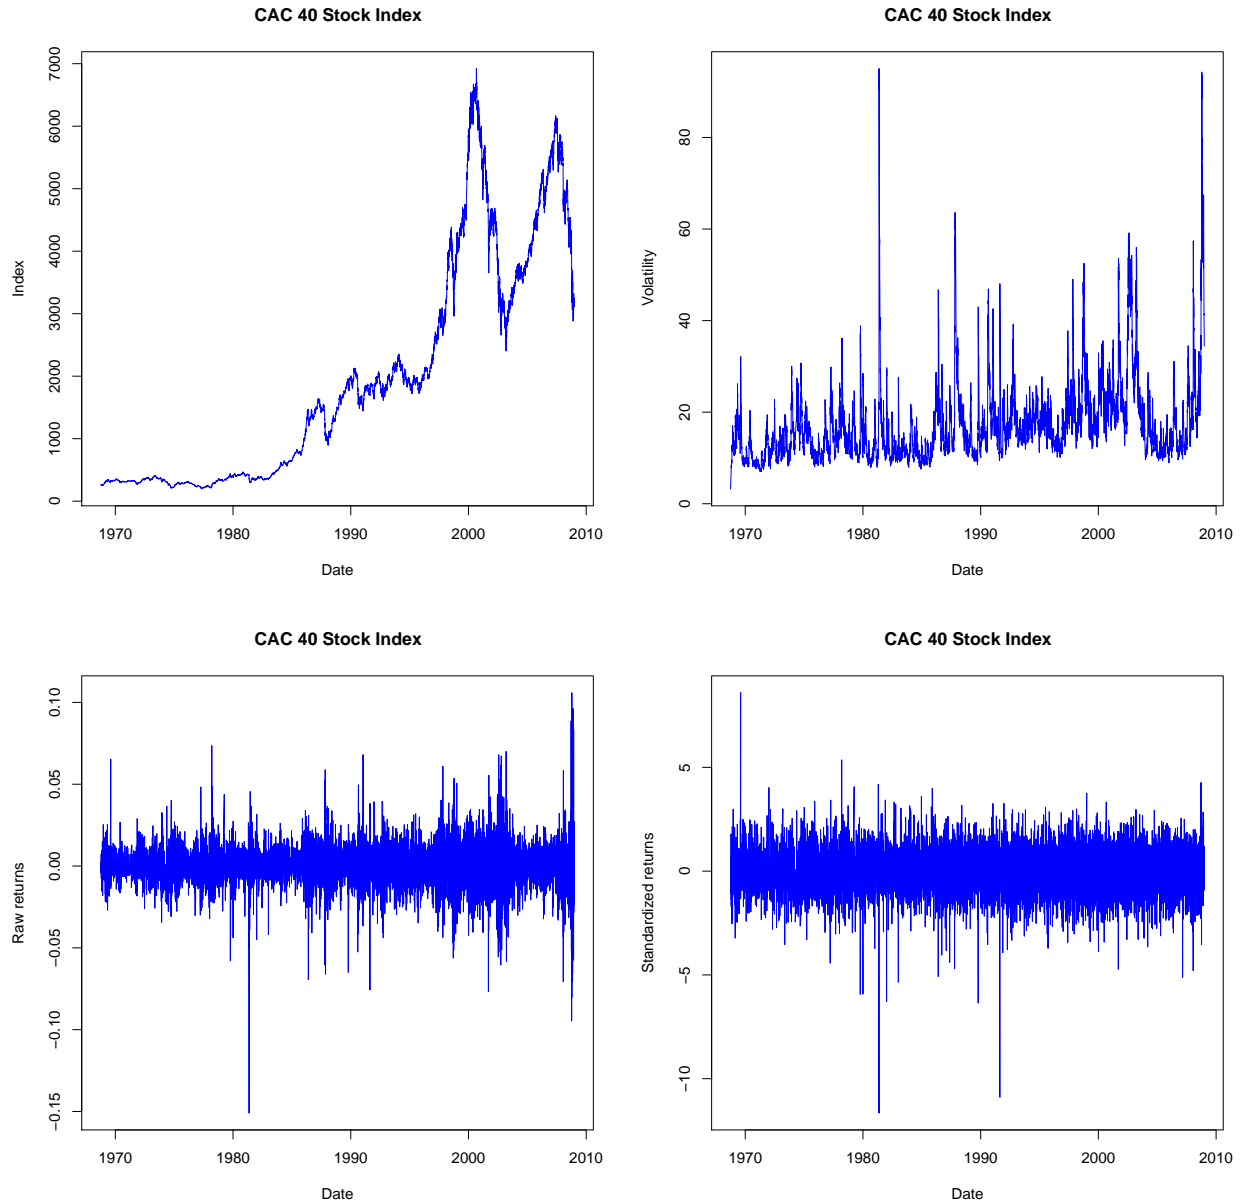 CAC 40 Stock Index
Index
0 1000 2000 3000 4000 5000 6000 7000
1970 1980 1990 2000 2010
Date
CAC 40 Stock Index
Volatility
0 20 40 60 80
1970 1980 1990 2000 2010
Date
CAC 40 Stock Index
Raw returns
−0.15 −0.10 −0.05 0.00 0.05 0.10
1970 1980 1990 2000 2010
Date
CAC 40 Stock Index
Standardized returns
−10 −5 0 5
1970 1980 1990 2000 2010
Date